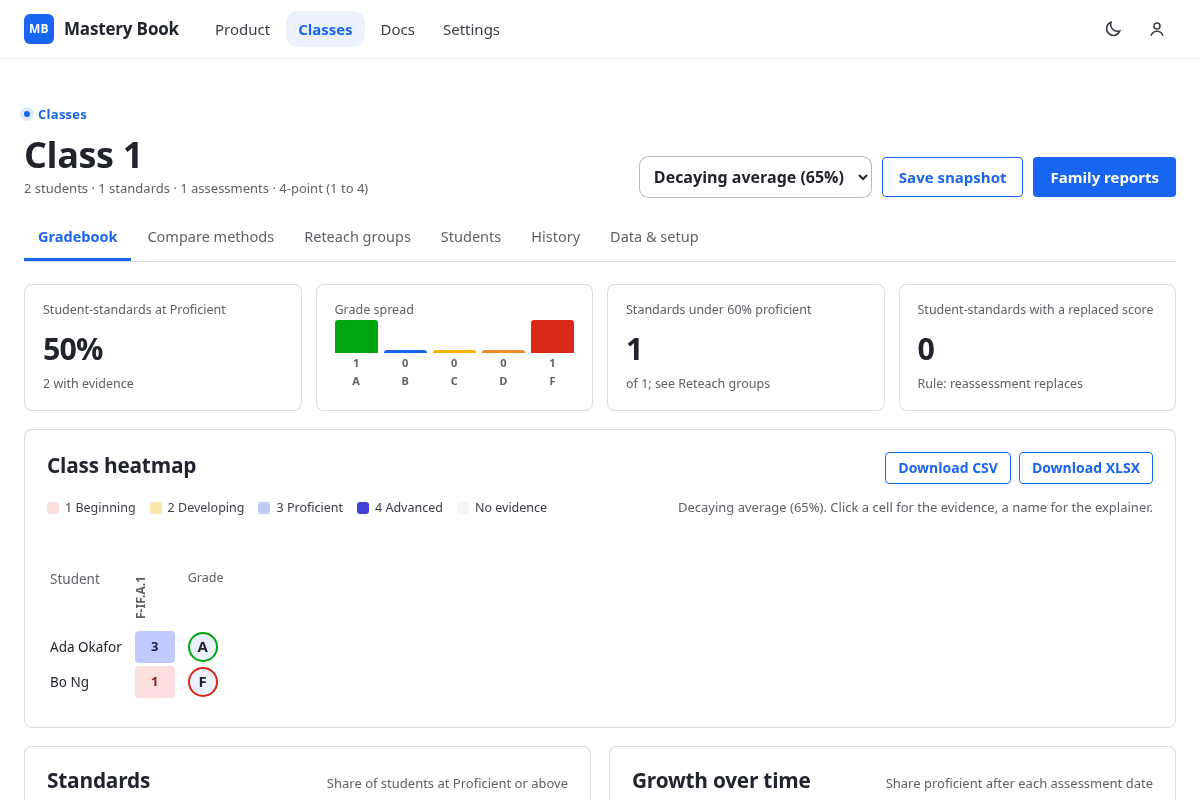 MB Mastery Book Product Classes Docs Settings
Classes
Class 1
2 students · 1 standards · 1 assessments · 4-point (1 to 4)
Decaying average (65%) Save snapshot Family reports
Gradebook Compare methods Reteach groups Students History Data & setup
Student-standards at Proficient
50%
2 with evidence
Grade spread
1 0 0 0 1
A B C D F
Standards under 60% proficient
1
of 1; see Reteach groups
Student-standards with a replaced score
0
Rule: reassessment replaces
Class heatmap
Download CSV Download XLSX
1 Beginning 2 Developing 3 Proficient 4 Advanced No evidence
Decaying average (65%). Click a cell for the evidence, a name for the explainer.
Student F-IF.A.1 Grade
Ada Okafor 3 A
Bo Ng 1 F
Standards Share of students at Proficient or above
Growth over time Share proficient after each assessment date